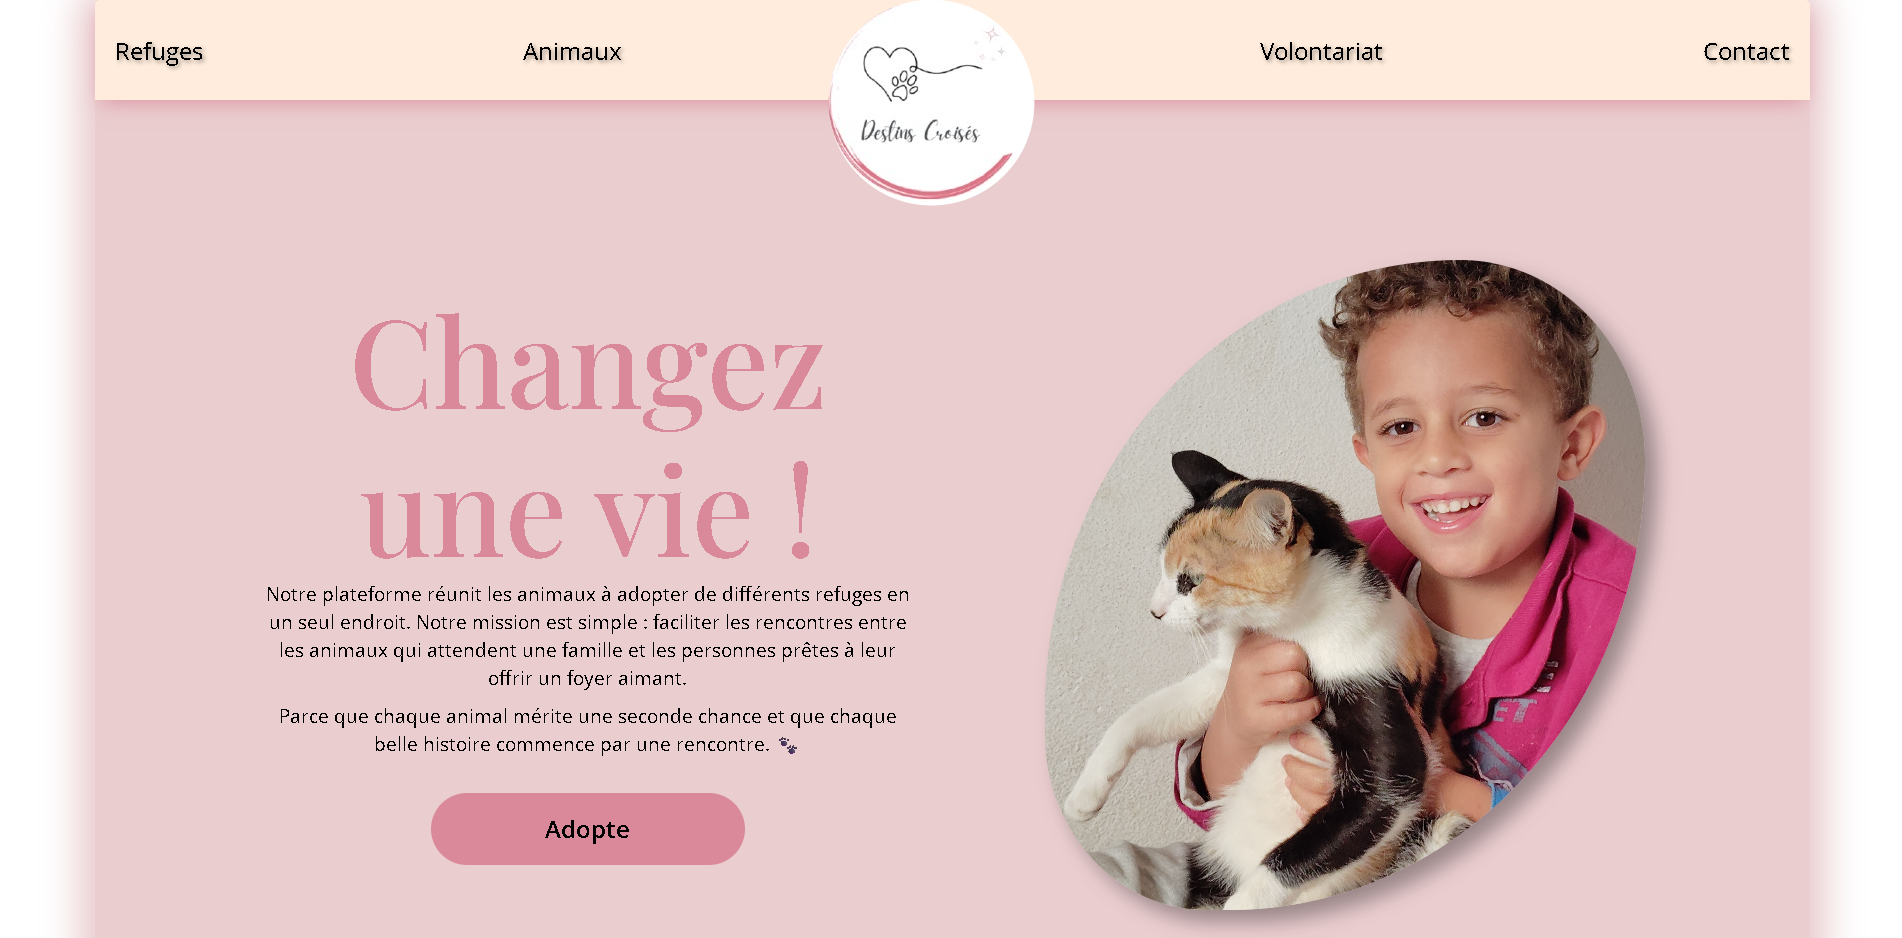 Refuges
Animaux
Destins Croisés
Volontariat
Contact
Changez
une vie !
Notre plateforme réunit les animaux à adopter de différents refuges en
un seul endroit. Notre mission est simple : faciliter les rencontres entre
les animaux qui attendent une famille et les personnes prêtes à leur
offrir un foyer aimant.
Parce que chaque animal mérite une seconde chance et que chaque
belle histoire commence par une rencontre. 🐾
Adopte